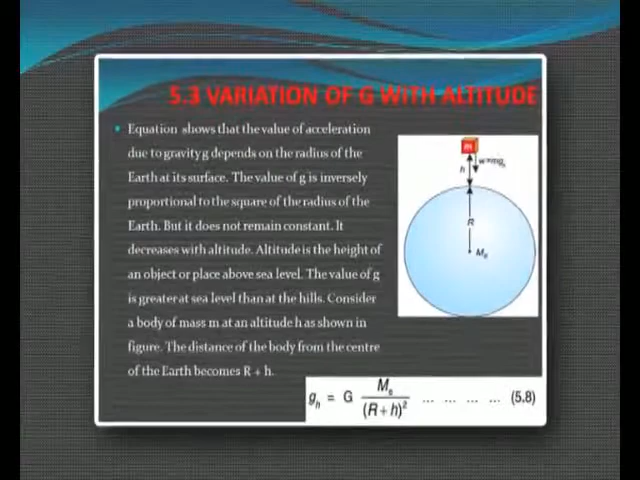 5.3 VARIATION OF G WITH ALTITUDE
• Equation shows that the value of acceleration
due to gravity g depends on the radius of the
Earth at its surface. The value of g is inversely
proportional to the square of the radius of the
Earth. But it does not remain constant. It
decreases with altitude. Altitude is the height of
an object or place above sea level. The value of g
is greater at sea level than at the hills. Consider
a body of mass m at an altitude h as shown in
figure. The distance of the body from the centre
of the Earth becomes R + h.
m
w=mgₕ
h
R
Mₑ
gₕ = G Mₑ/(R+h)² ... ... ... ... (5.8)